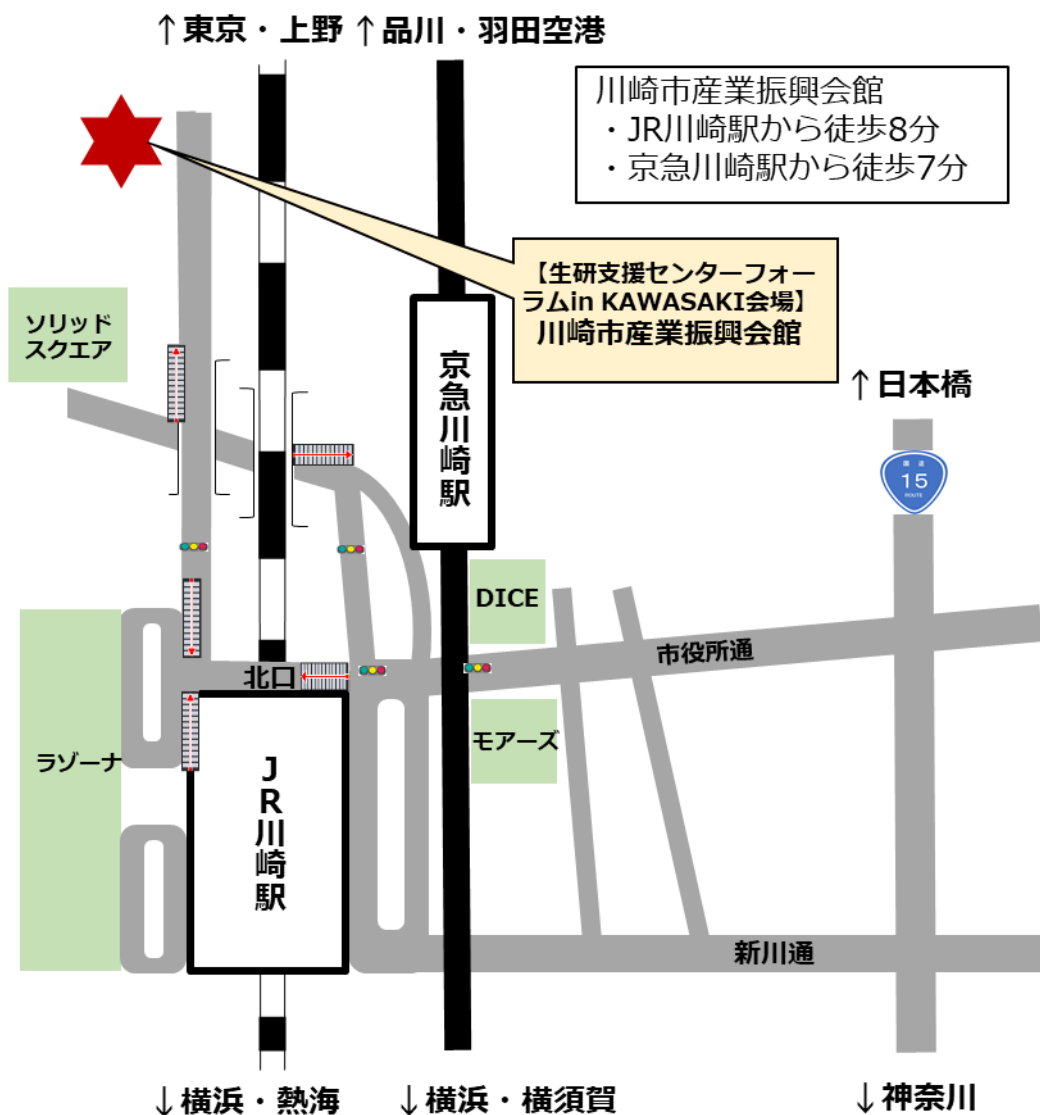 ↑東京・上野
↑品川・羽田空港
川崎市産業振興会館
・JR川崎駅から徒歩8分
・京急川崎駅から徒歩7分
【生研支援センターフォー
ラムin KAWASAKI会場】
川崎市産業振興会館
ソリッド
スクエア
京急川崎駅
↑日本橋
国道
15
ROUTE
DICE
市役所通
北口
モアーズ
ラゾーナ
JR川崎駅
新川通
↓横浜・熱海
↓横浜・横須賀
↓神奈川